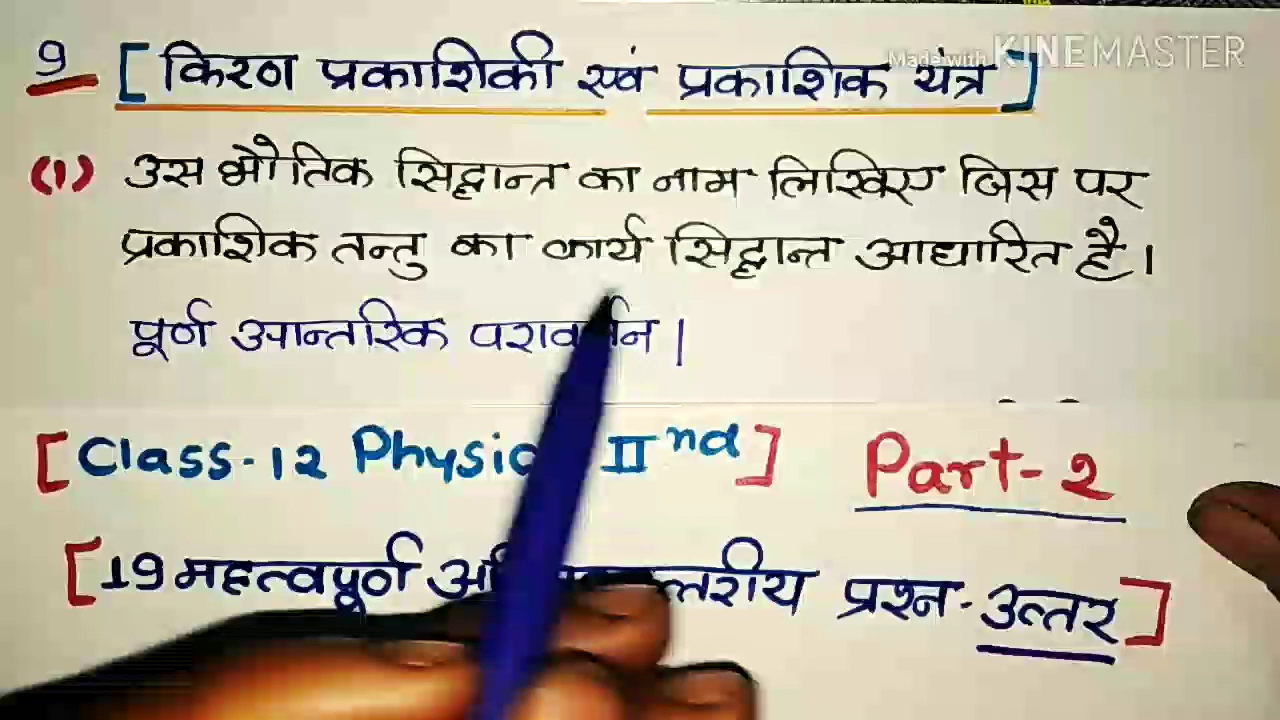 Made with KINEMASTER
9 [किरण प्रकाशिकी एवं प्रकाशिक यंत्र]
(1) उस भौतिक सिद्धान्त का नाम लिखिए जिस पर
प्रकाशिक तन्तु का कार्य सिद्धान्त आधारित है।
पूर्ण आन्तरिक परावर्तन।
[Class-12 Physics IInd] Part-2
[19 महत्वपूर्ण प्रश्न-उत्तर]